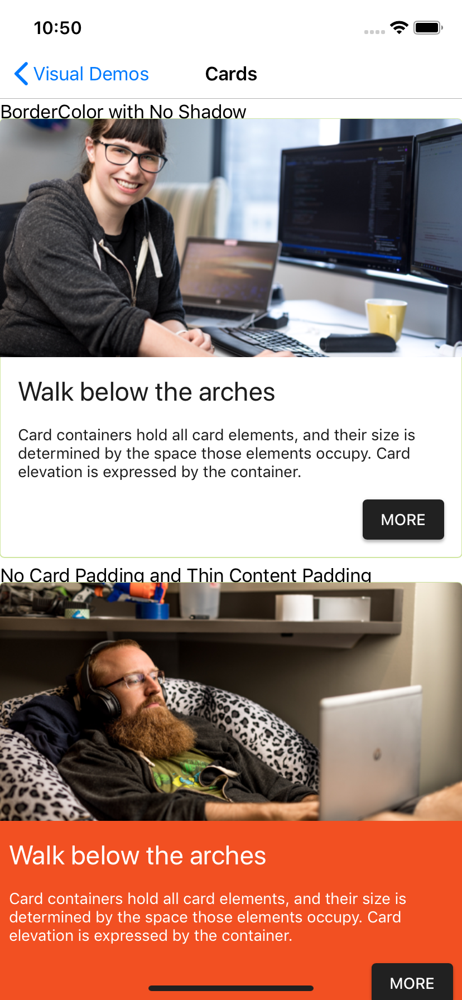 10:50
Visual Demos
Cards
BorderColor with No Shadow
Walk below the arches
Card containers hold all card elements, and their size is
determined by the space those elements occupy. Card
elevation is expressed by the container.
MORE
No Card Padding and Thin Content Padding
Walk below the arches
Card containers hold all card elements, and their size is
determined by the space those elements occupy. Card
elevation is expressed by the container.
MORE